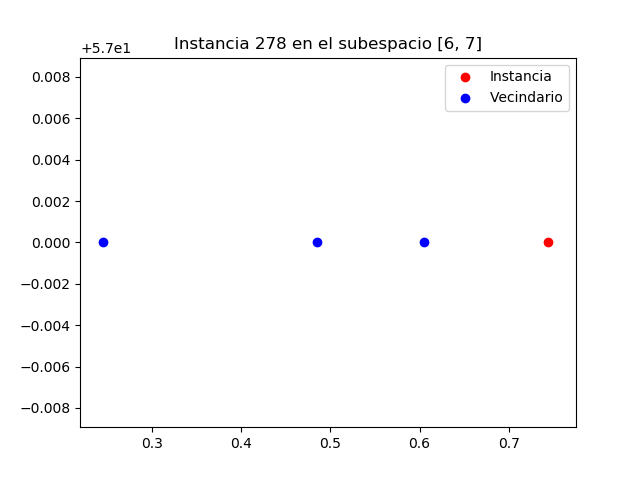 Instancia 278 en el subespacio [6, 7]
+5.7e1
0.008
0.006
0.004
0.002
0.000
−0.002
−0.004
−0.006
−0.008
Instancia
Vecindario
0.3 0.4 0.5 0.6 0.7